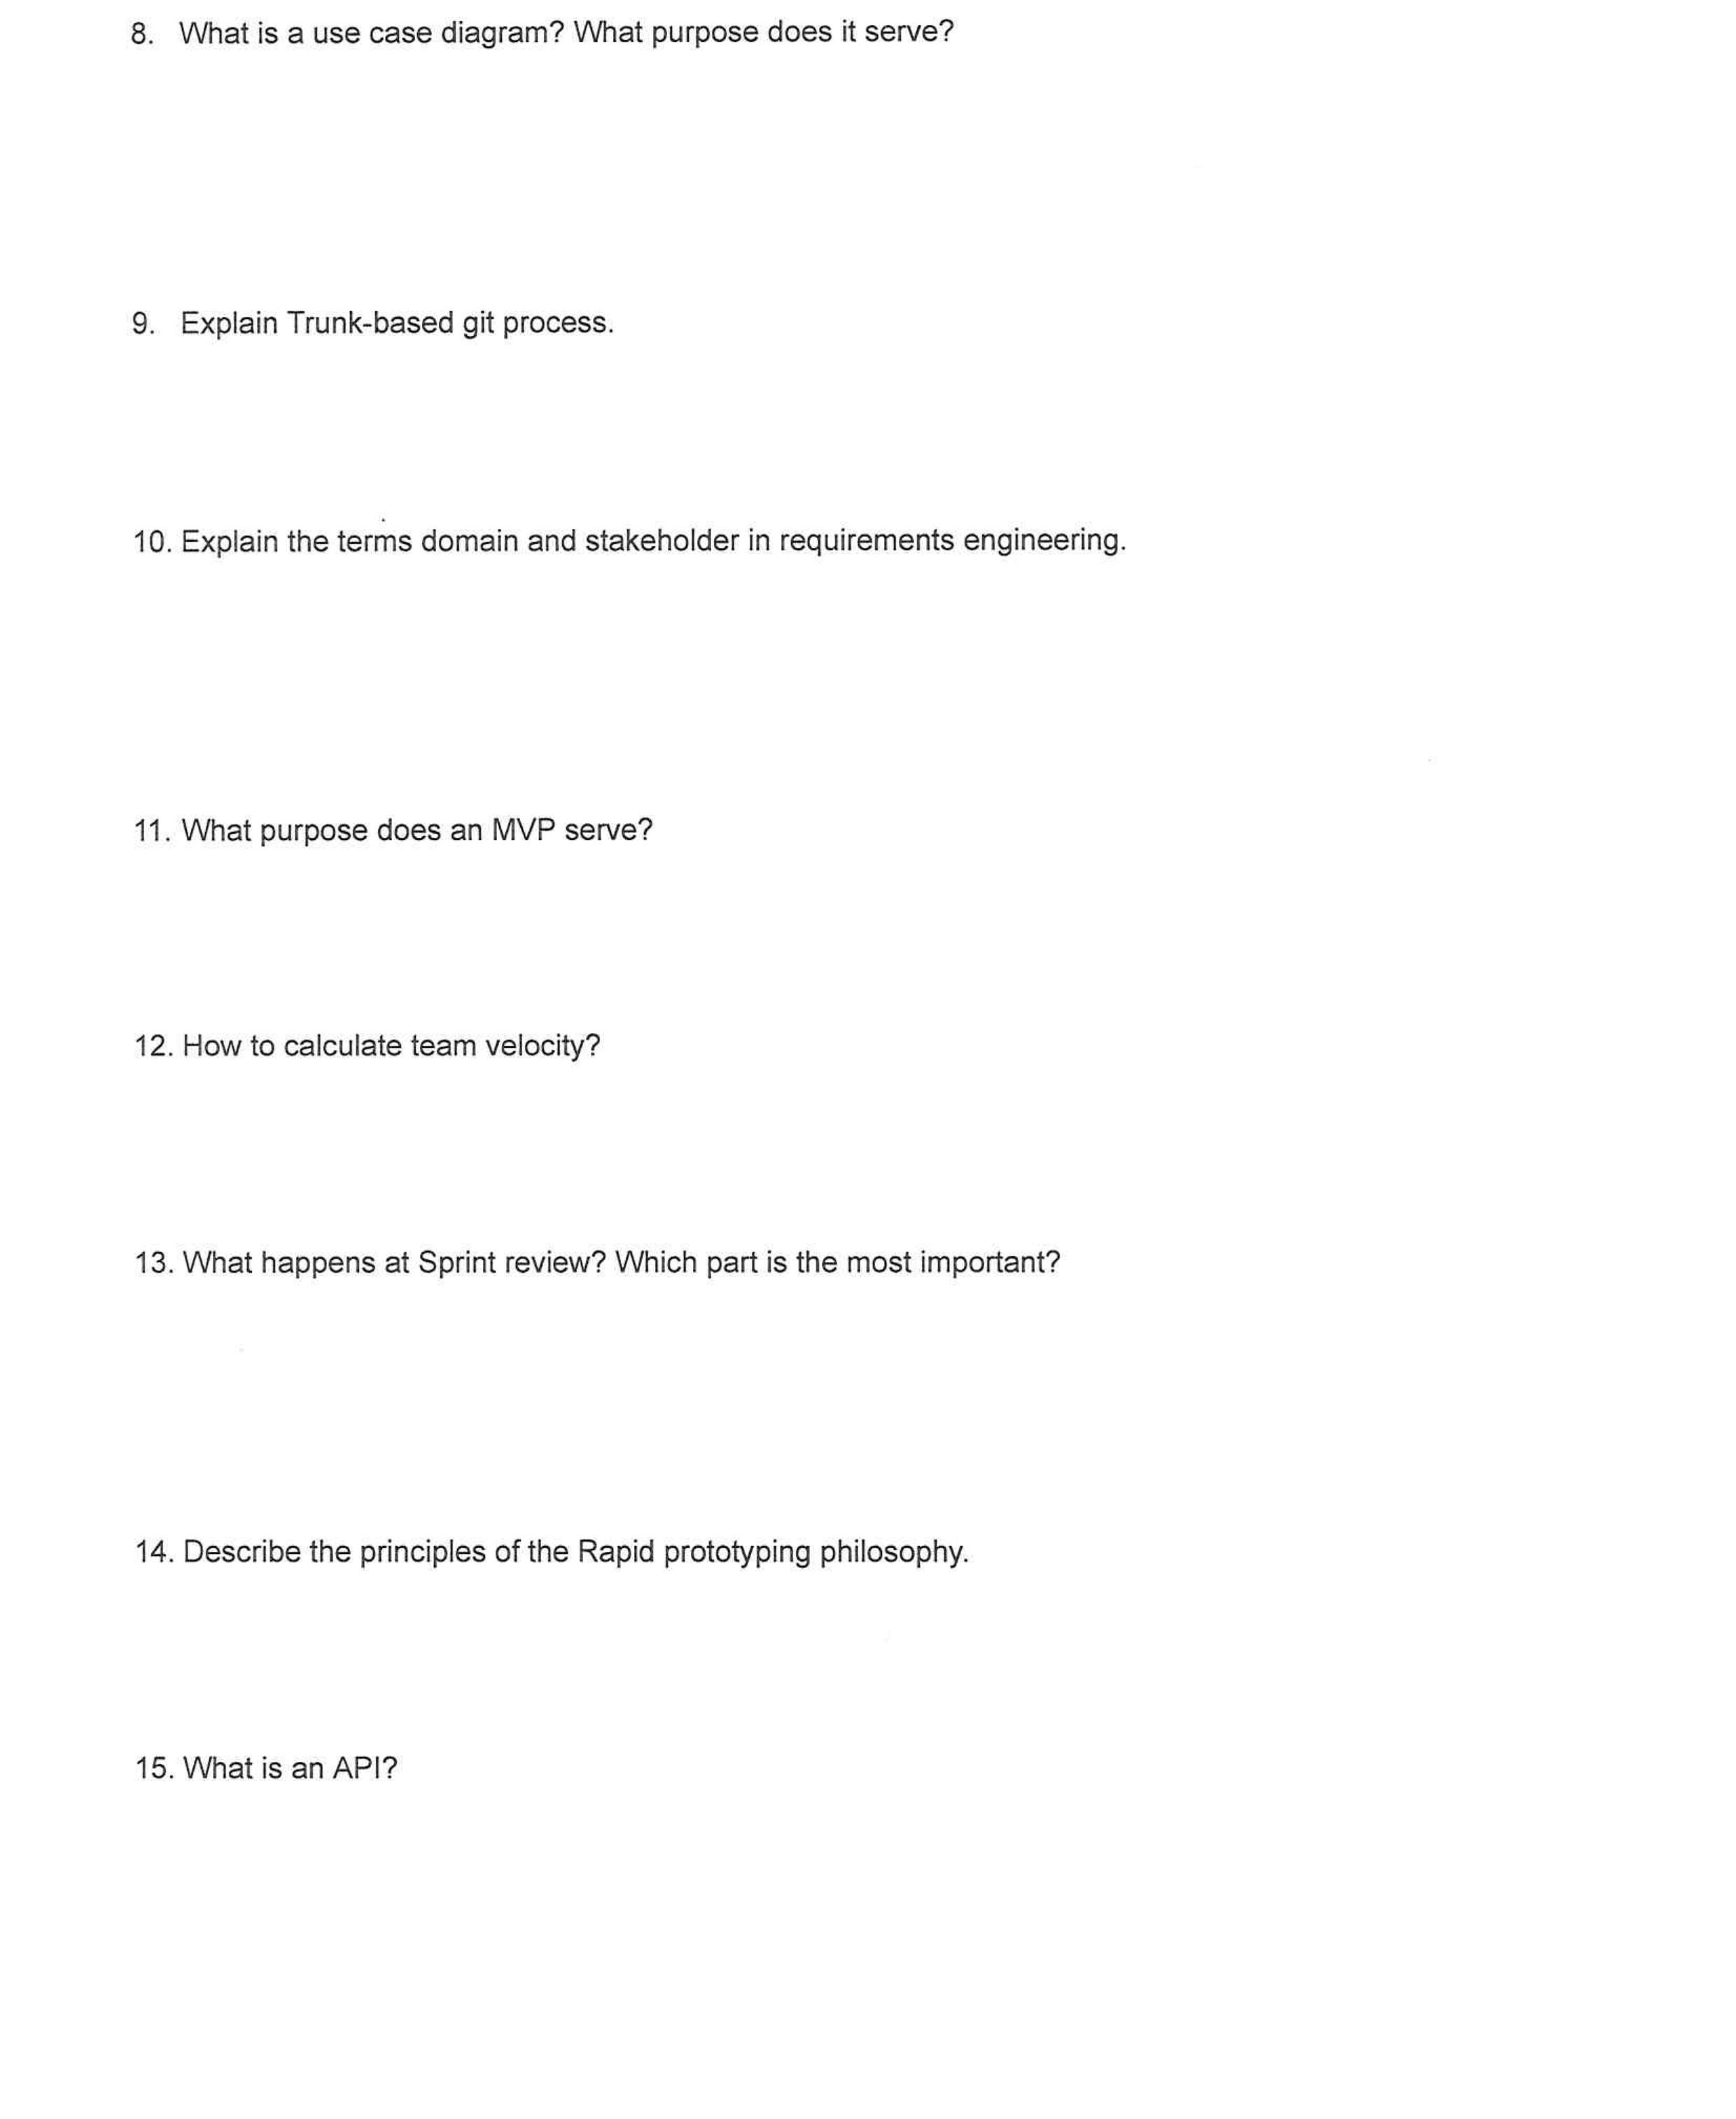 8. What is a use case diagram? What purpose does it serve?
9. Explain Trunk-based git process.
10. Explain the terms domain and stakeholder in requirements engineering.
11. What purpose does an MVP serve?
12. How to calculate team velocity?
13. What happens at Sprint review? Which part is the most important?
14. Describe the principles of the Rapid prototyping philosophy.
15. What is an API?